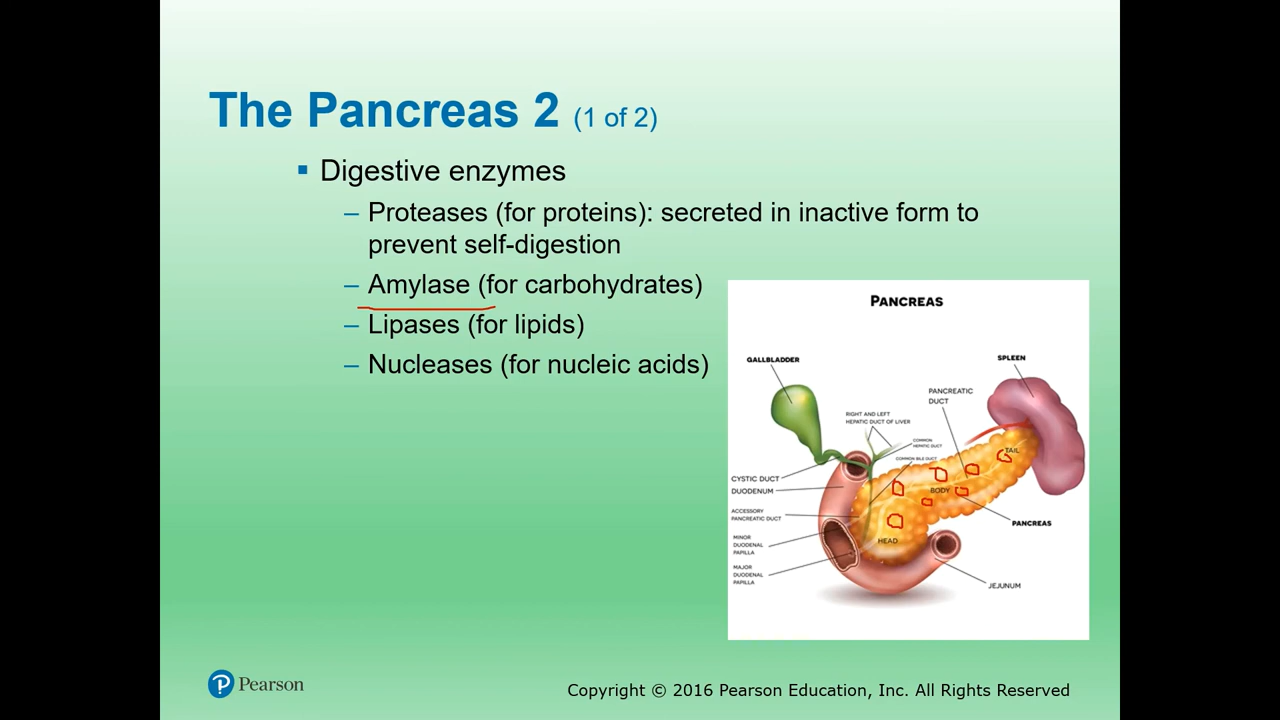 The Pancreas 2 (1 of 2)
▪ Digestive enzymes
– Proteases (for proteins): secreted in inactive form to
prevent self-digestion
– Amylase (for carbohydrates)
– Lipases (for lipids)
– Nucleases (for nucleic acids)
PANCREAS
GALLBLADDER
SPLEEN
PANCREATIC
DUCT
RIGHT AND LEFT
HEPATIC DUCT OF LIVER
COMMON
HEPATIC DUCT
COMMON BILE DUCT
TAIL
CYSTIC DUCT
DUODENUM
BODY
ACCESSORY
PANCREATIC DUCT
PANCREAS
MINOR
DUODENAL
PAPILLA
HEAD
MAJOR
DUODENAL
PAPILLA
JEJUNUM
Pearson
Copyright © 2016 Pearson Education, Inc. All Rights Reserved